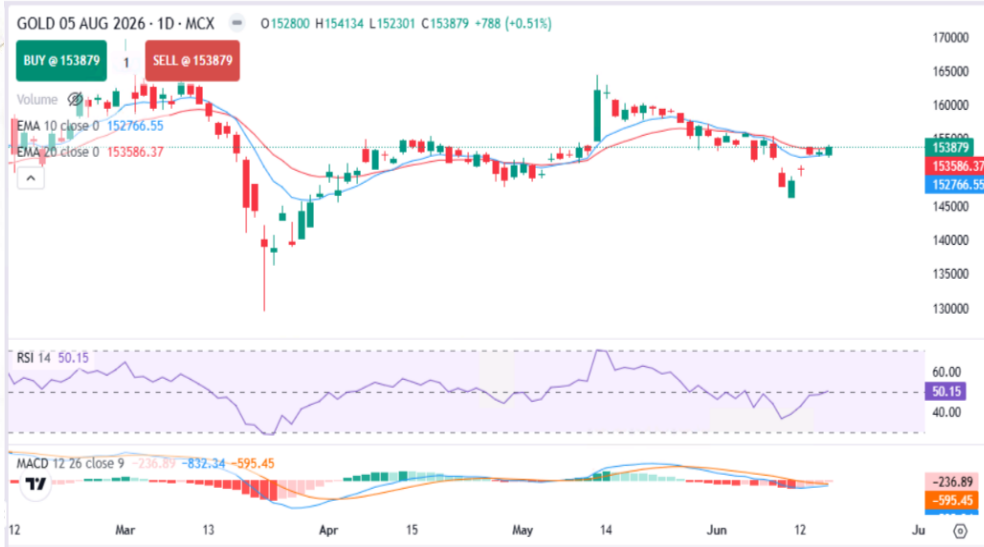 GOLD 05 AUG 2026 · 1D · MCX O152800 H154134 L152301 C153879 +788 (+0.51%)
BUY @ 153879 1 SELL @ 153879
Volume
EMA 10 close 0 152766.55
EMA 20 close 0 153586.37
170000
165000
160000
155000
153879
153586.37
152766.55
145000
140000
135000
130000
RSI 14 50.15
60.00
50.15
40.00
MACD 12 26 close 9 -236.89 -832.34 -595.45
-236.89
-595.45
12 Mar 13 Apr 15 May 14 Jun 12 Ju